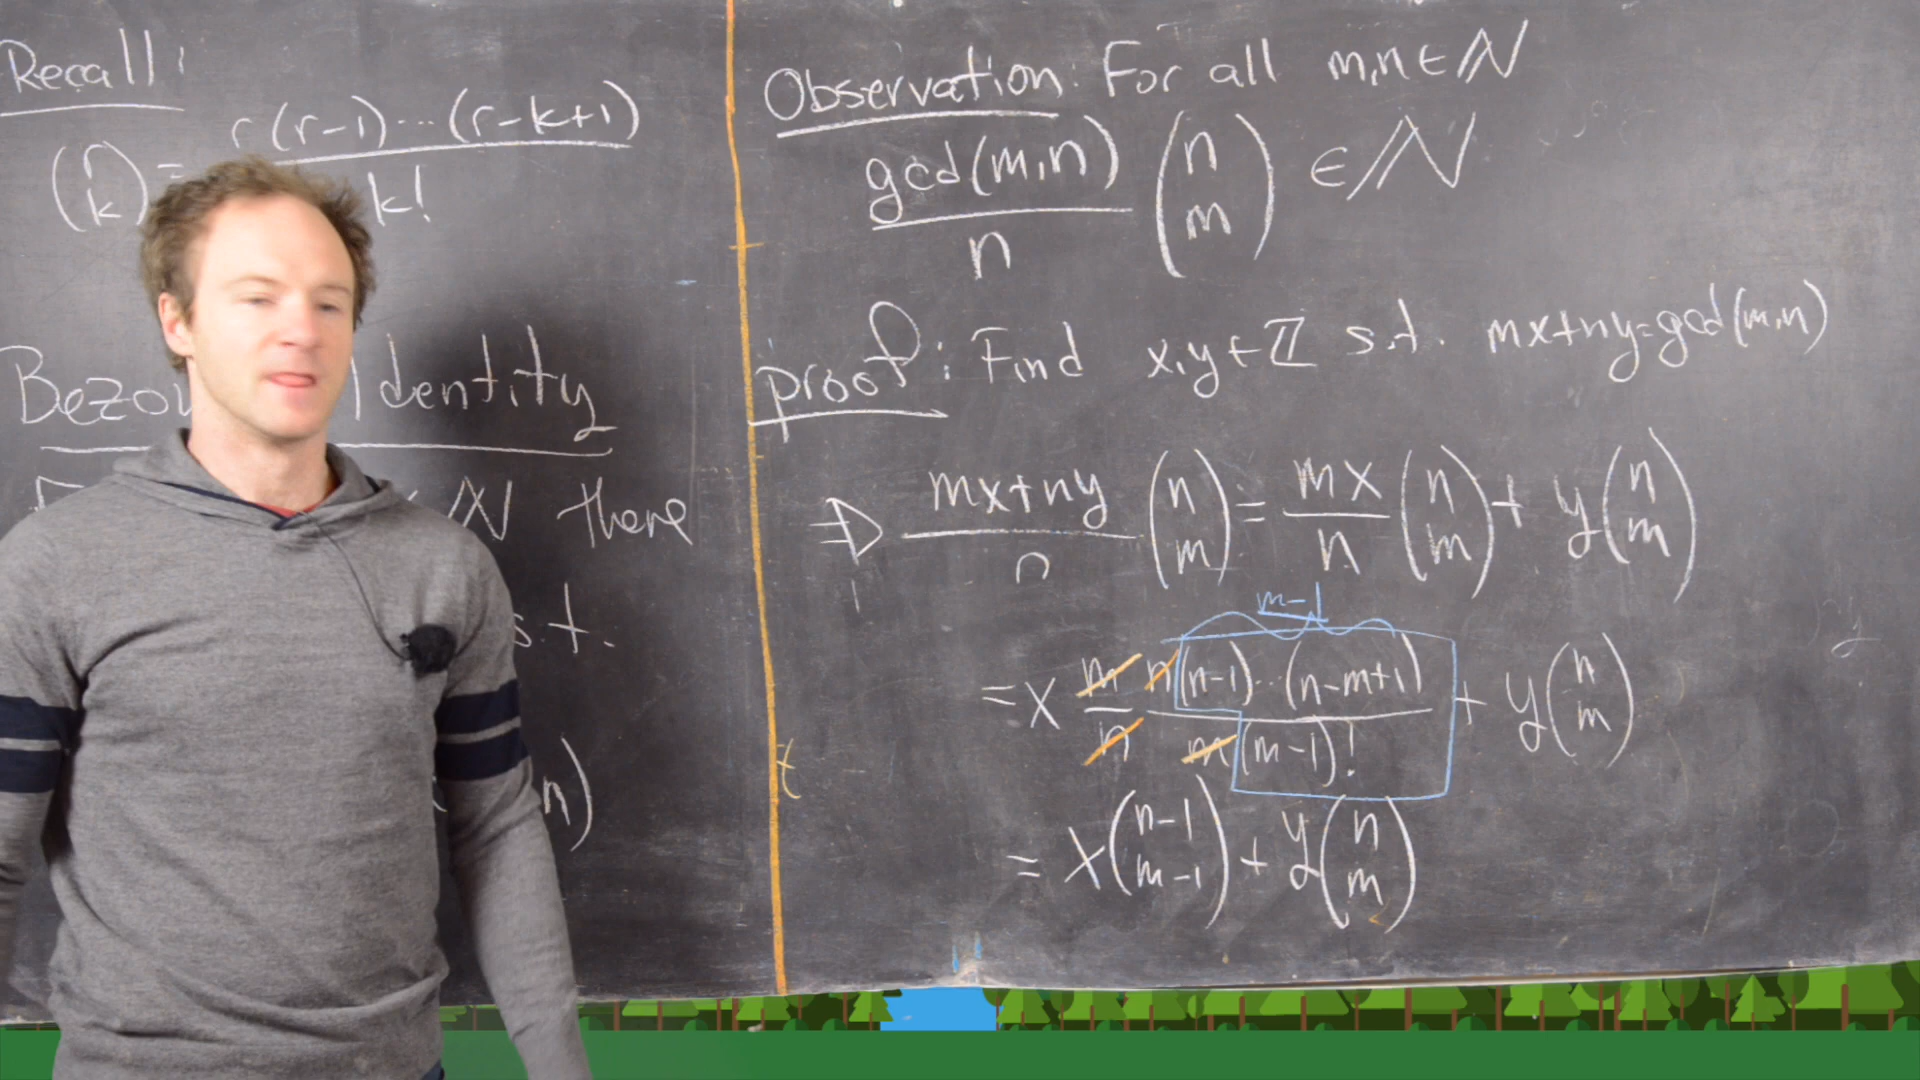 Recall:
(r k) = r(r-1)···(r-k+1) / k!
Identity
ℕ there
s.t.
n)
Observation: For all m,n ∈ ℕ
gcd(m,n) / n (n m) ∈ ℕ
proof: Find x,y ∈ ℤ s.t. mx+ny=gcd(m,n)
⇒ mx+ny / n (n m) = mx / n (n m) + y (n m)
m-1
= x m / n n(n-1)···(n-m+1) / m(m-1)! + y (n m)
= x (n-1 m-1) + y (n m)